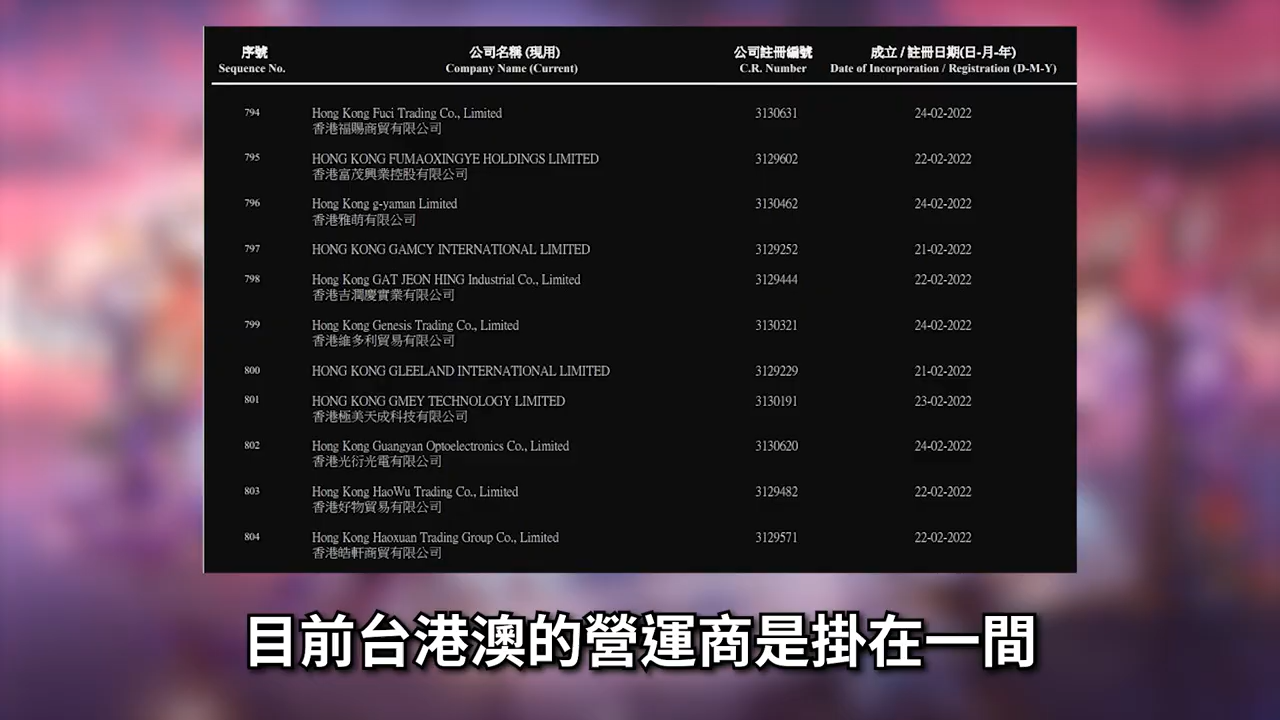 序號 公司名稱 (現用) 公司註冊編號 成立 / 註冊日期(日-月-年)
Sequence No. Company Name (Current) C.R. Number Date of Incorporation / Registration (D-M-Y)
794 Hong Kong Fuci Trading Co., Limited 3130631 24-02-2022
香港福賜商貿有限公司
795 HONG KONG FUMAOXINGYE HOLDINGS LIMITED 3129602 22-02-2022
香港富茂興業控股有限公司
796 Hong Kong g-yaman Limited 3130462 24-02-2022
香港雅萌有限公司
797 HONG KONG GAMCY INTERNATIONAL LIMITED 3129252 21-02-2022
798 Hong Kong GAT JEON HING Industrial Co., Limited 3129444 22-02-2022
香港吉潤慶實業有限公司
799 Hong Kong Genesis Trading Co., Limited 3130321 24-02-2022
香港維多利貿易有限公司
800 HONG KONG GLEELAND INTERNATIONAL LIMITED 3129229 21-02-2022
801 HONG KONG GMEY TECHNOLOGY LIMITED 3130191 23-02-2022
香港極美天成科技有限公司
802 Hong Kong Guangyan Optoelectronics Co., Limited 3130620 24-02-2022
香港光衍光電有限公司
803 Hong Kong HaoWu Trading Co., Limited 3129482 22-02-2022
香港好物貿易有限公司
804 Hong Kong Haoxuan Trading Group Co., Limited 3129571 22-02-2022
香港皓軒商貿有限公司
目前台港澳的營運商是掛在一間